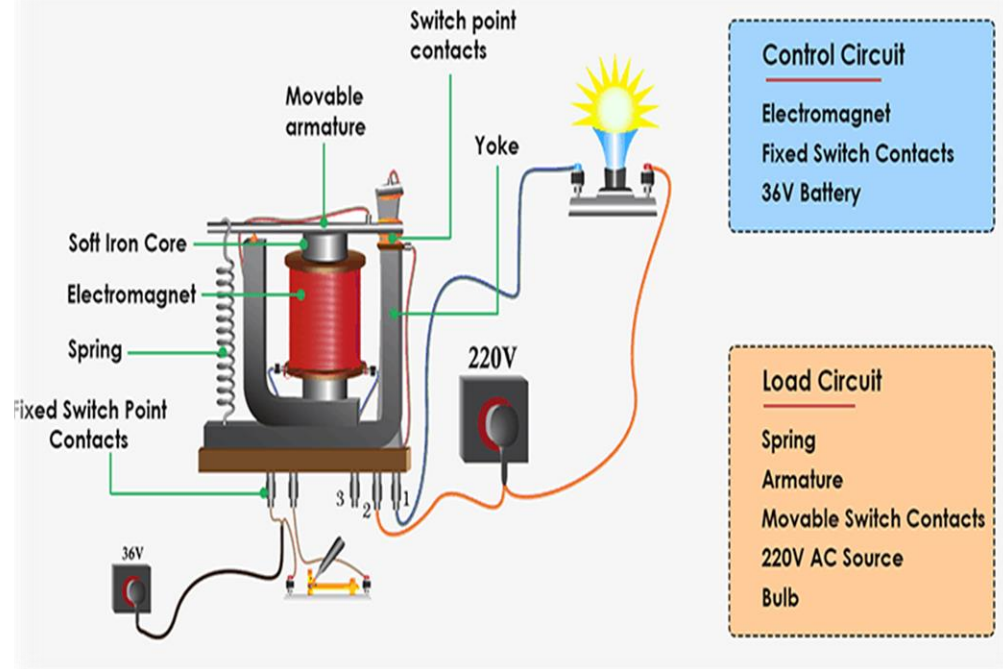 Switch point
contacts
Movable
armature
Yoke
Soft Iron Core
Electromagnet
Spring
Fixed Switch Point
Contacts
220V
3
2
1
36V
Control Circuit
Electromagnet
Fixed Switch Contacts
36V Battery
Load Circuit
Spring
Armature
Movable Switch Contacts
220V AC Source
Bulb